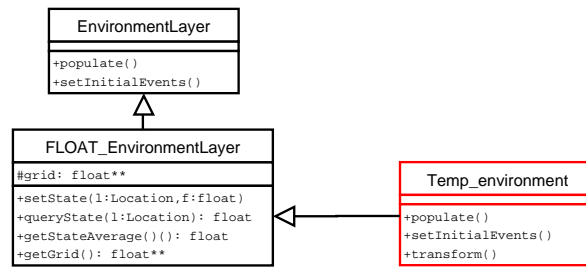 EnvironmentLayer
+populate()
+setInitialEvents()
FLOAT_EnvironmentLayer
#grid: float**
+setState(l:Location,f:float)
+queryState(l:Location): float
+getStateAverage()(): float
+getGrid(): float**
Temp_environment
+populate()
+setInitialEvents()
+transform()